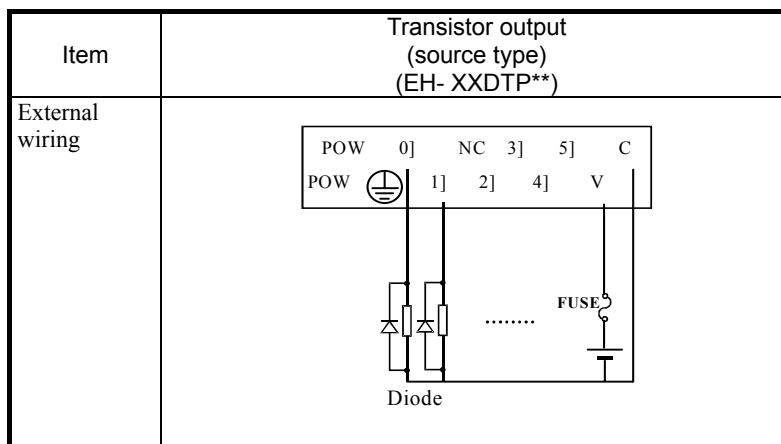 Item
Transistor output
(source type)
(EH- XXDTP**)
External
wiring
POW 0] NC 3] 5] C
POW 1] 2] 4] V
FUSE
........
Diode